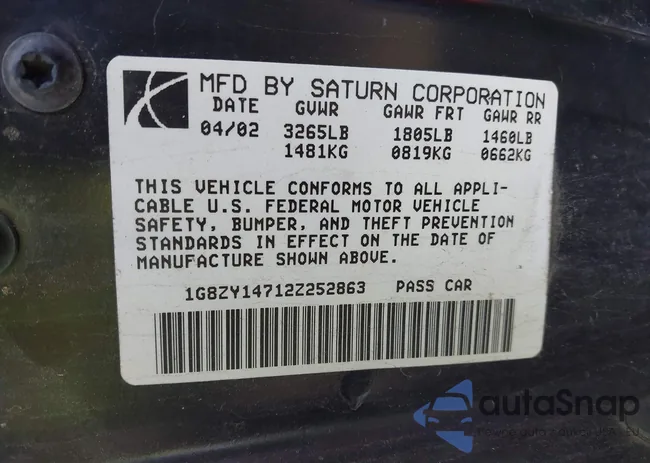 MFD BY SATURN CORPORATION
DATE GVWR GAWR FRT GAWR RR
04/02 3265LB 1805LB 1460LB
1481KG 0819KG 0662KG
THIS VEHICLE CONFORMS TO ALL APPLI-
CABLE U.S. FEDERAL MOTOR VEHICLE
SAFETY, BUMPER, AND THEFT PREVENTION
STANDARDS IN EFFECT ON THE DATE OF
MANUFACTURE SHOWN ABOVE.
1G8ZY14712Z252863 PASS CAR
autoSnap